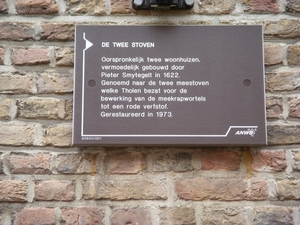 DE TWEE STOVEN
Oorspronkelijk twee woonhuizen,
vermoedelijk gebouwd door
Pieter Smytegelt in 1622.
Genoemd naar de twee meestoven
welke Tholen bezat voor de
bewerking van de meekrapwortels
tot een rode verfstof.
Gerestaureerd in 1973.
ANWB